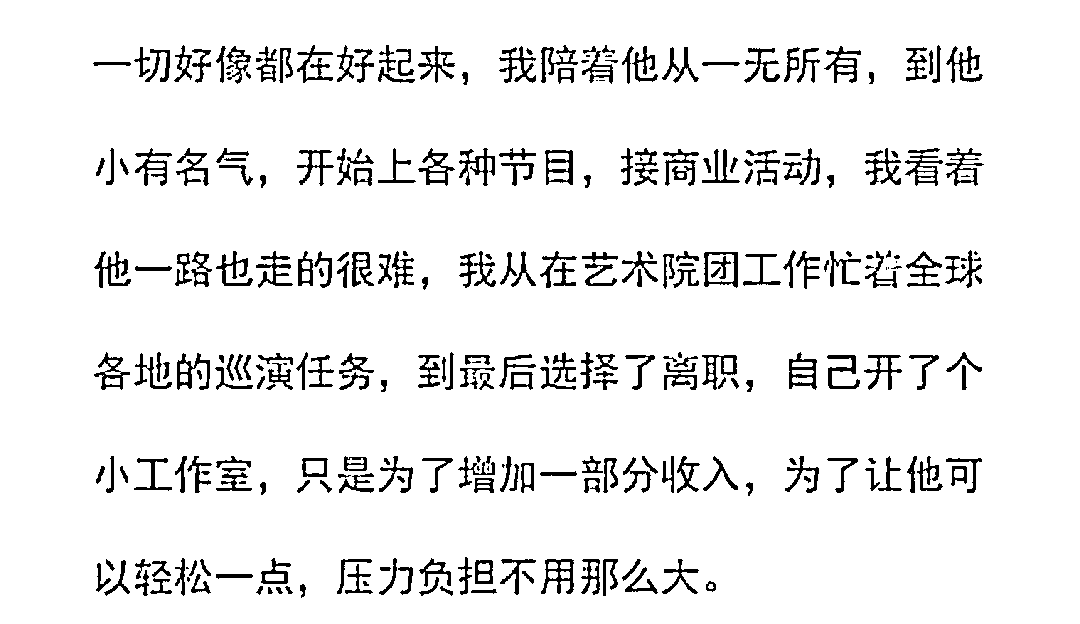 一切好像都在好起来，我陪着他从一无所有，到他
小有名气，开始上各种节目，接商业活动，我看着
他一路也走的很难，我从在艺术院团工作忙着全球
各地的巡演任务，到最后选择了离职，自己开了个
小工作室，只是为了增加一部分收入，为了让他可
以轻松一点，压力负担不用那么大。